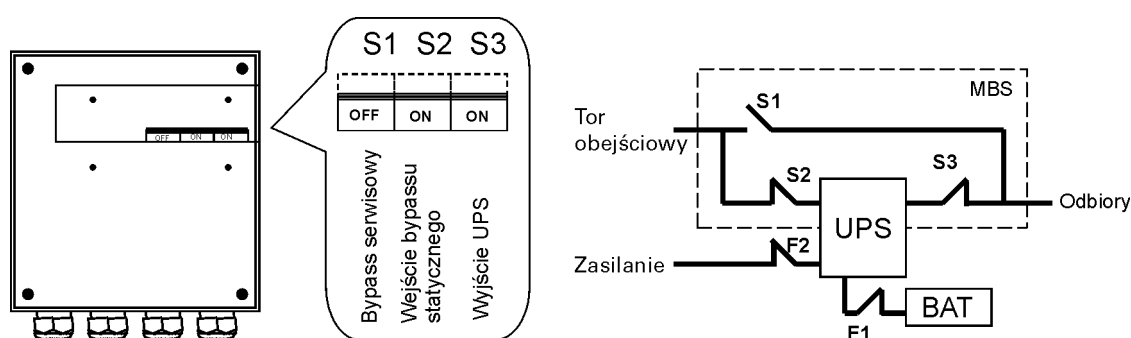 S1 S2 S3
OFF ON ON
OFF ON ON
Bypass serwisowy
Wejście bypassu
statycznego
Wyjście UPS
MBS
S1
Tor
obejściowy
S2
S3
Odbiory
UPS
F2
Zasilanie
BAT
F1